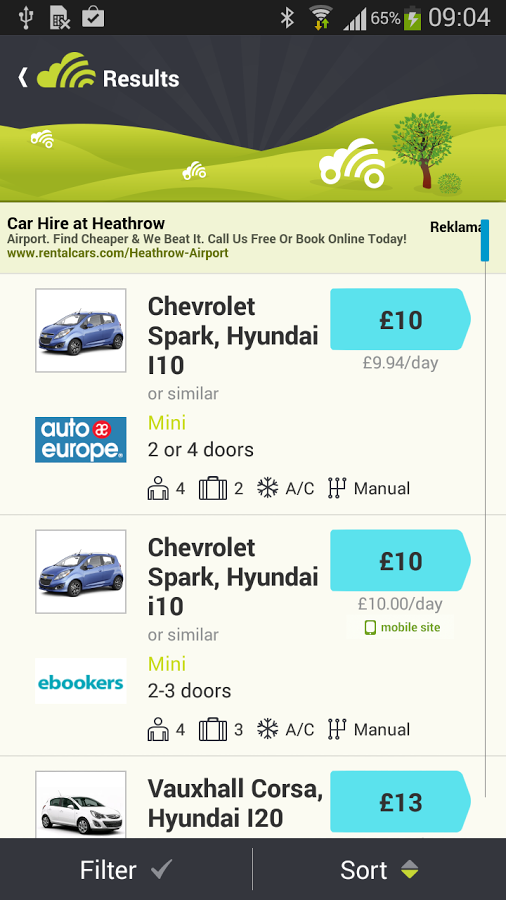 65% 09:04
Results
Car Hire at Heathrow
Reklama
Airport. Find Cheaper & We Beat It. Call Us Free Or Book Online Today!
www.rentalcars.com/Heathrow-Airport
Chevrolet
Spark, Hyundai
I10
or similar
£10
£9.94/day
auto æ
europe.
Mini
2 or 4 doors
4 2 A/C Manual
Chevrolet
Spark, Hyundai
i10
or similar
£10
£10.00/day
mobile site
ebookers
Mini
2-3 doors
4 3 A/C Manual
Vauxhall Corsa,
Hyundai I20
£13
Filter Sort